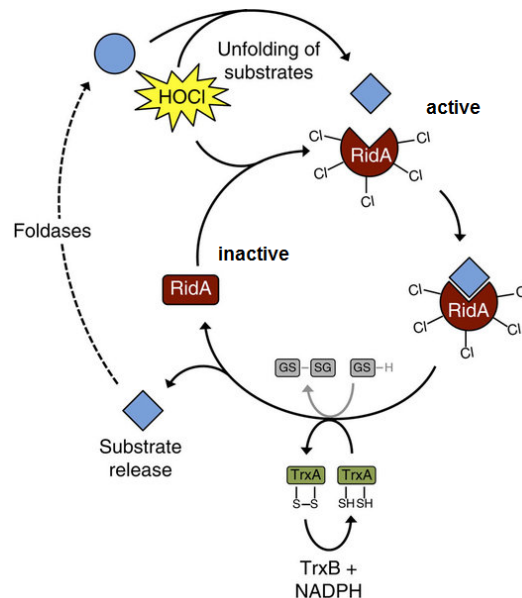 Unfolding of
substrates
HOCl
active
Cl
Cl
RidA
Cl
Cl
Cl
Foldases
inactive
RidA
Cl
Cl
RidA
Cl
Cl
Cl
GS
SG
GS
H
Substrate
release
TrxA
TrxA
S-S
SH SH
TrxB +
NADPH